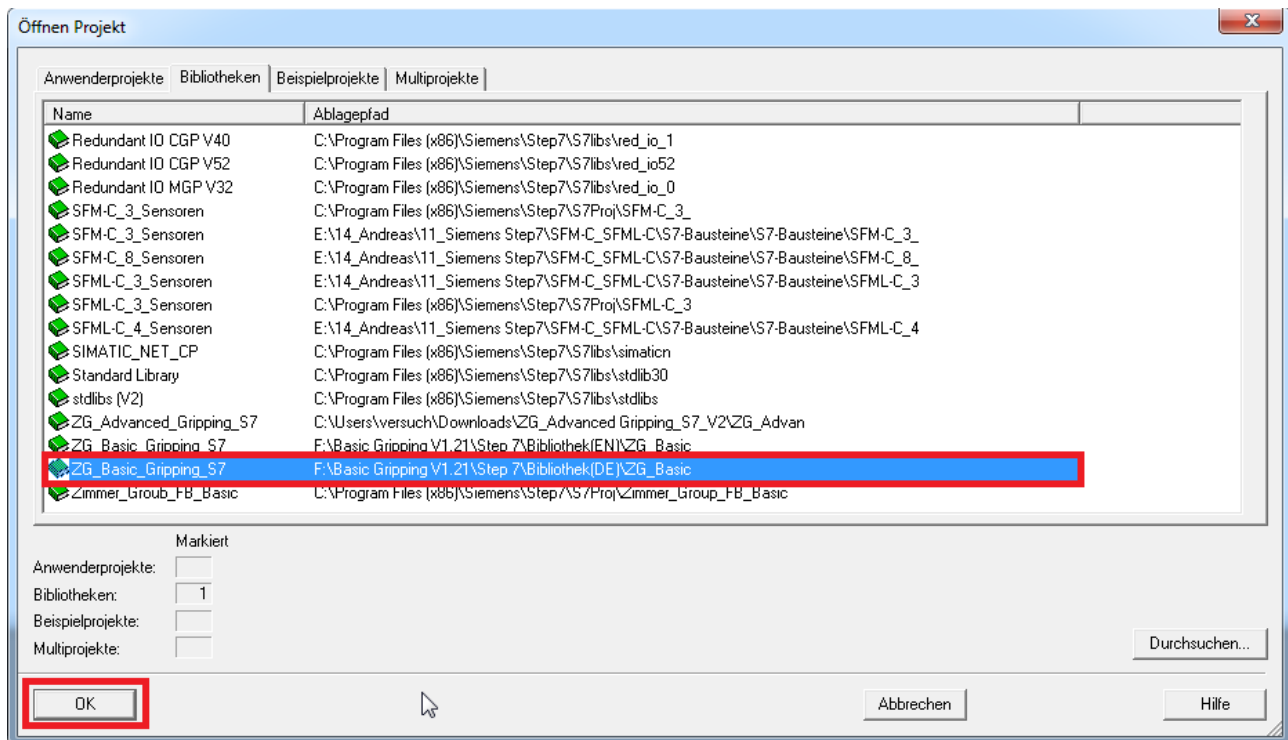 Öffnen Projekt
x
Anwenderprojekte Bibliotheken Beispielprojekte Multiprojekte
Name Ablagepfad
Redundant IO CGP V40 C:\Program Files (x86)\Siemens\Step7\S7libs\red_io_1
Redundant IO CGP V52 C:\Program Files (x86)\Siemens\Step7\S7libs\red_io52
Redundant IO MGP V32 C:\Program Files (x86)\Siemens\Step7\S7libs\red_io_0
SFM-C_3_Sensoren C:\Program Files (x86)\Siemens\Step7\S7Proj\SFM-C_3_
SFM-C_3_Sensoren E:\14_Andreas\11_Siemens Step7\SFM-C_SFML-C\S7-Bausteine\S7-Bausteine\SFM-C_3_
SFM-C_8_Sensoren E:\14_Andreas\11_Siemens Step7\SFM-C_SFML-C\S7-Bausteine\S7-Bausteine\SFM-C_8_
SFML-C_3_Sensoren E:\14_Andreas\11_Siemens Step7\SFM-C_SFML-C\S7-Bausteine\S7-Bausteine\SFML-C_3
SFML-C_3_Sensoren C:\Program Files (x86)\Siemens\Step7\S7Proj\SFML-C_3
SFML-C_4_Sensoren E:\14_Andreas\11_Siemens Step7\SFM-C_SFML-C\S7-Bausteine\S7-Bausteine\SFML-C_4
SIMATIC_NET_CP C:\Program Files (x86)\Siemens\Step7\S7libs\simaticn
Standard Library C:\Program Files (x86)\Siemens\Step7\S7libs\stdlib30
stdlibs (V2) C:\Program Files (x86)\Siemens\Step7\S7libs\stdlibs
ZG_Advanced_Gripping_S7 C:\Users\versuch\Downloads\ZG_Advanced Gripping_S7_V2\ZG_Advan
ZG_Basic_Gripping_S7 F:\Basic Gripping V1.21\Step 7\Bibliothek(EN)\ZG_Basic
ZG_Basic_Gripping_S7 F:\Basic Gripping V1.21\Step 7\Bibliothek(DE)\ZG_Basic
Zimmer_Groub_FB_Basic C:\Program Files (x86)\Siemens\Step7\S7Proj\Zimmer_Group_FB_Basic
Markiert
Anwenderprojekte:
Bibliotheken: 1
Beispielprojekte:
Multiprojekte:
Durchsuchen...
OK Abbrechen Hilfe